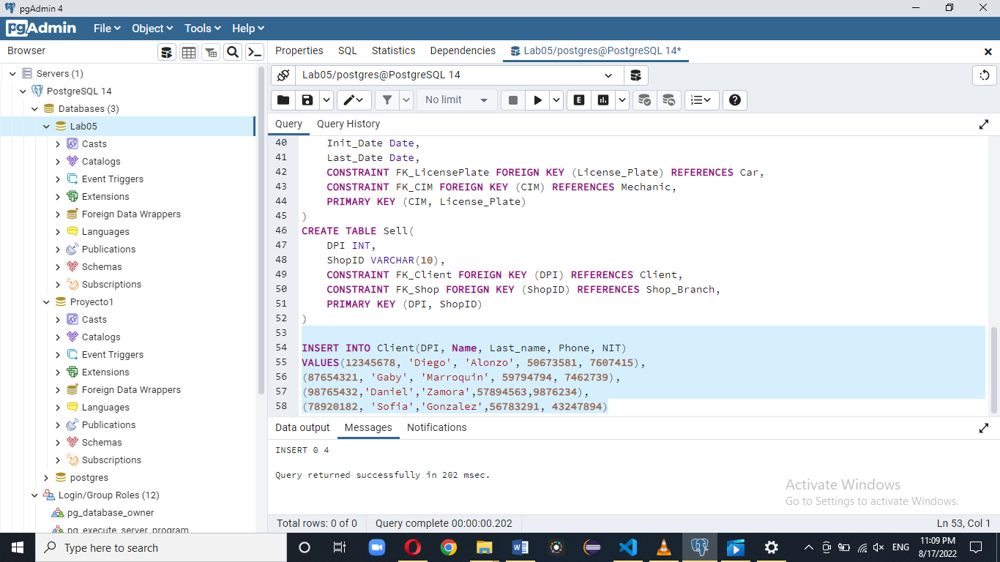 pgAdmin 4
pgAdmin File Object Tools Help
Browser
Properties SQL Statistics Dependencies Lab05/postgres@PostgreSQL 14*
Servers (1)
PostgreSQL 14
Databases (3)
Lab05
Casts
Catalogs
Event Triggers
Extensions
Foreign Data Wrappers
Languages
Publications
Schemas
Subscriptions
Proyecto1
Casts
Catalogs
Event Triggers
Extensions
Foreign Data Wrappers
Languages
Publications
Schemas
Subscriptions
postgres
Login/Group Roles (12)
pg_database_owner
pg_execute_server_program
Lab05/postgres@PostgreSQL 14
No limit
E
Query Query History
40 Init_Date Date,
41 Last_Date Date,
42 CONSTRAINT FK_LicensePlate FOREIGN KEY (License_Plate) REFERENCES Car,
43 CONSTRAINT FK_CIM FOREIGN KEY (CIM) REFERENCES Mechanic,
44 PRIMARY KEY (CIM, License_Plate)
45 )
46 CREATE TABLE Sell(
47 DPI INT,
48 ShopID VARCHAR(10),
49 CONSTRAINT FK_Client FOREIGN KEY (DPI) REFERENCES Client,
50 CONSTRAINT FK_Shop FOREIGN KEY (ShopID) REFERENCES Shop_Branch,
51 PRIMARY KEY (DPI, ShopID)
52 )
53
54 INSERT INTO Client(DPI, Name, Last_name, Phone, NIT)
55 VALUES(12345678, 'Diego', 'Alonzo', 50673581, 7607415),
56 (87654321, 'Gaby', 'Marroquin', 59794794, 7462739),
57 (98765432,'Daniel','Zamora',57894563,9876234),
58 (78920182, 'Sofia','Gonzalez',56783291, 43247894)
Data output Messages Notifications
INSERT 0 4
Query returned successfully in 202 msec.
Activate Windows
Go to Settings to activate Windows.
Total rows: 0 of 0 Query complete 00:00:00.202 Ln 53, Col 1
Type here to search
ENG
11:09 PM
8/17/2022